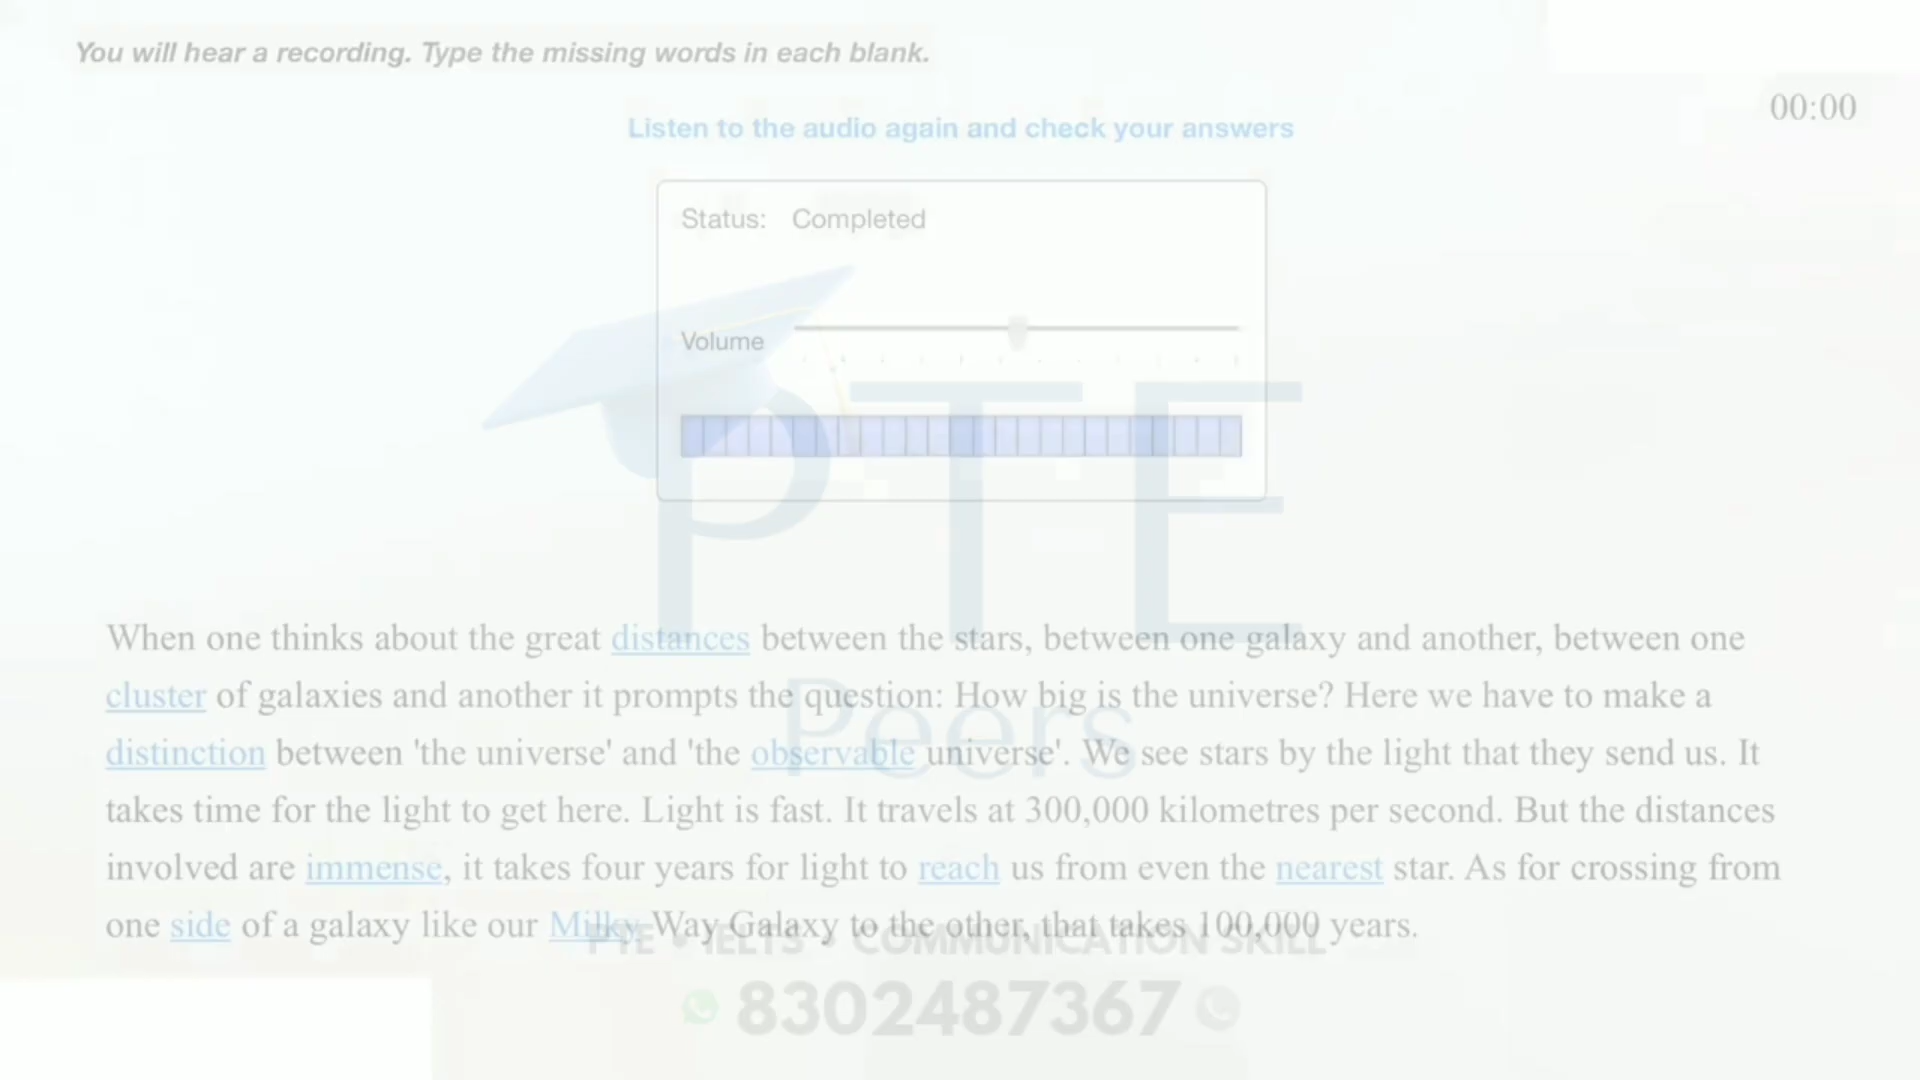 You will hear a recording. Type the missing words in each blank.
00:00
Listen to the audio again and check your answers
Status: Completed
Volume
PTE
Peers
When one thinks about the great distances between the stars, between one galaxy and another, between one
cluster of galaxies and another it prompts the question: How big is the universe? Here we have to make a
distinction between 'the universe' and 'the observable universe'. We see stars by the light that they send us. It
takes time for the light to get here. Light is fast. It travels at 300,000 kilometres per second. But the distances
involved are immense, it takes four years for light to reach us from even the nearest star. As for crossing from
one side of a galaxy like our Milky Way Galaxy to the other, that takes 100,000 years.
PTE • IELTS • COMMUNICATION SKILL
8302487367